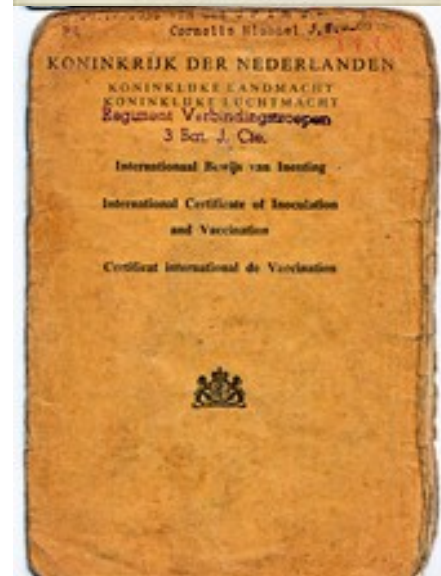 Cornelis Michael J.
KONINKRIJK DER NEDERLANDEN
KONINKLIJKE LANDMACHT
KONINKLIJKE LUCHTMACHT
Regiment Verbindingstroepen
3 Bat. J. Cie.
Internationaal Bewijs van Inenting
International Certificate of Inoculation
and Vaccination
Certificat international de Vaccination